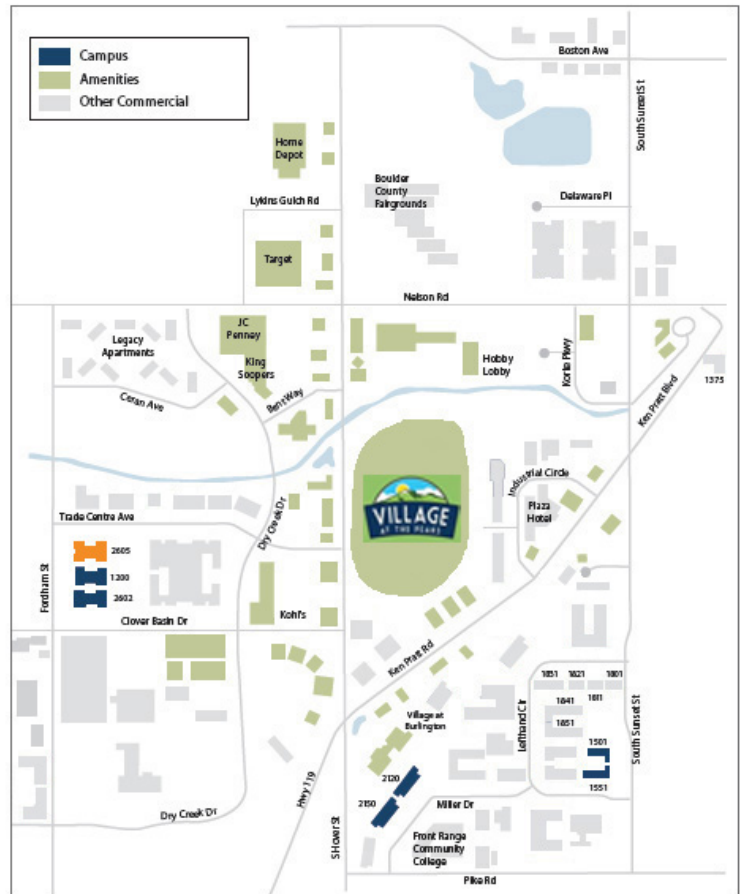 Campus
Amenities
Other Commercial
Boston Ave
South Sunset St
Home
Depot
Boulder
County
Fairgrounds
Lykins Gulch Rd
Delaware Pl
Target
Nelson Rd
JC
Penney
Legacy
Apartments
King
Soopers
Hobby
Lobby
Korte Pkwy
Ken Pratt Blvd
1375
Ceran Ave
Bent Way
Industrial Circle
VILLAGE
AT THE PEAKS
Plaza
Hotel
Trade Centre Ave
Dry Creek Dr
2605
1200
2602
Fordham St
Clover Basin Dr
Kohl's
Ken Pratt Rd
1851
1821
1801
1811
1841
1851
Lefthand Cir
South Sunset St
Village at
Burlington
1501
1551
2120
2150
Hwy 119
Miller Dr
Dry Creek Dr
S Hover St
Front Range
Community
College
Pike Rd